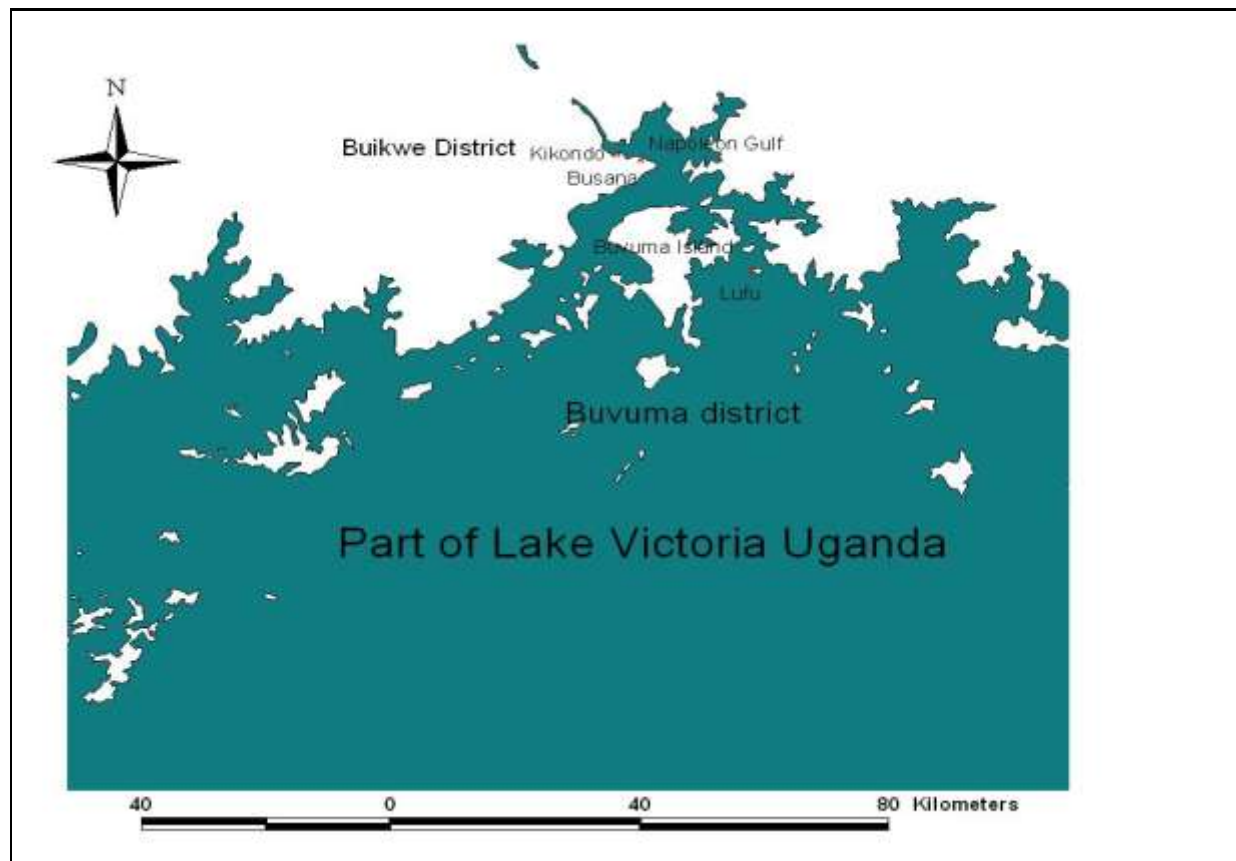 N
Buikwe District
Napoleon Gulf
Kikondo
Busana
Buvuma Island
Lufu
Buvuma district
Part of Lake Victoria Uganda
40 0 40 80 Kilometers